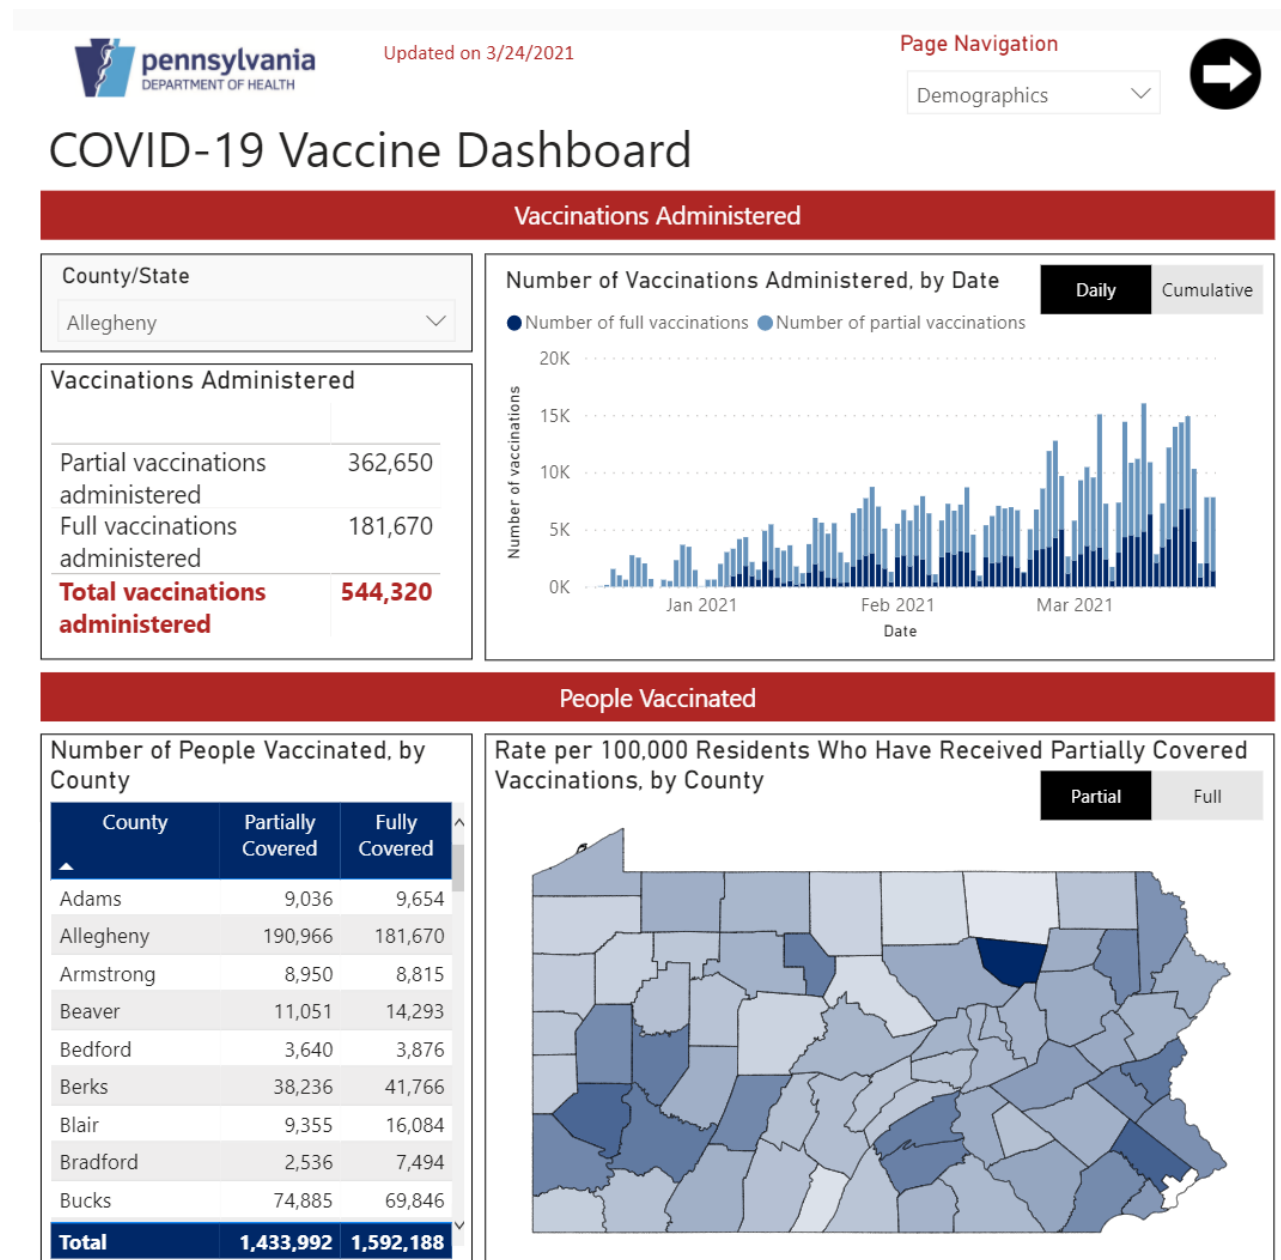 pennsylvania
DEPARTMENT OF HEALTH
Updated on 3/24/2021
Page Navigation
Demographics
COVID-19 Vaccine Dashboard
Vaccinations Administered
County/State
Allegheny
Vaccinations Administered
Partial vaccinations administered 362,650
Full vaccinations administered 181,670
Total vaccinations administered 544,320
Number of Vaccinations Administered, by Date
Daily Cumulative
Number of full vaccinations Number of partial vaccinations
Number of vaccinations
20K
15K
10K
5K
0K
Jan 2021 Feb 2021 Mar 2021
Date
People Vaccinated
Number of People Vaccinated, by
County
County Partially Covered Fully Covered
Adams 9,036 9,654
Allegheny 190,966 181,670
Armstrong 8,950 8,815
Beaver 11,051 14,293
Bedford 3,640 3,876
Berks 38,236 41,766
Blair 9,355 16,084
Bradford 2,536 7,494
Bucks 74,885 69,846
Total 1,433,992 1,592,188
Rate per 100,000 Residents Who Have Received Partially Covered
Vaccinations, by County
Partial Full